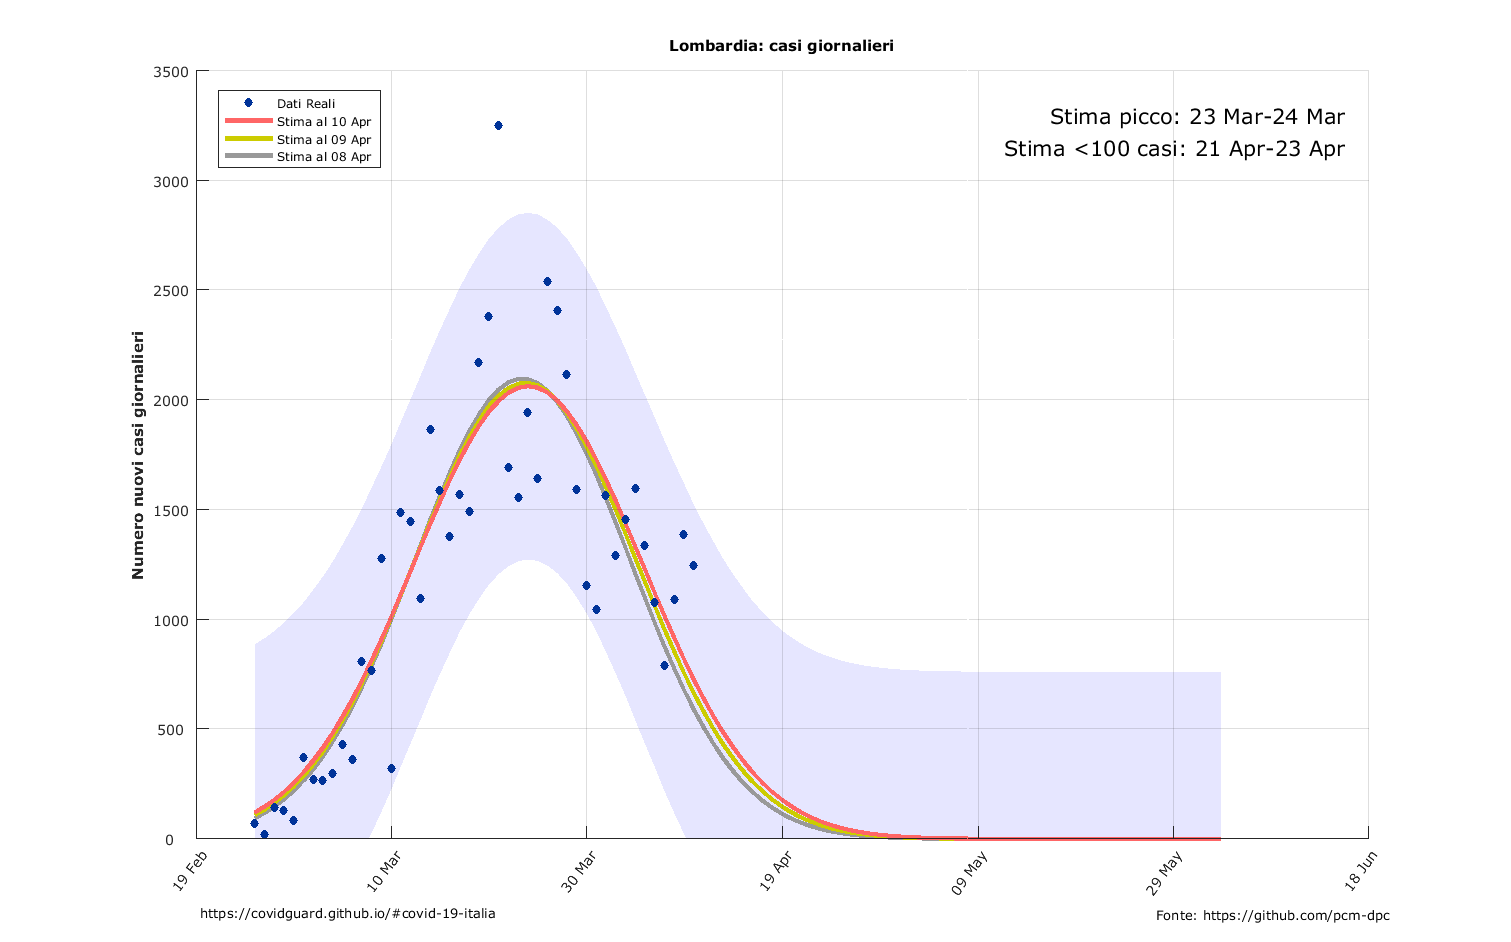 Lombardia: casi giornalieri
Dati Reali
Stima al 10 Apr
Stima al 09 Apr
Stima al 08 Apr
Stima picco: 23 Mar-24 Mar
Stima <100 casi: 21 Apr-23 Apr
Numero nuovi casi giornalieri
3500
3000
2500
2000
1500
1000
500
0
19 Feb
10 Mar
30 Mar
19 Apr
09 May
29 May
18 Jun
https://covidguard.github.io/#covid-19-italia
Fonte: https://github.com/pcm-dpc